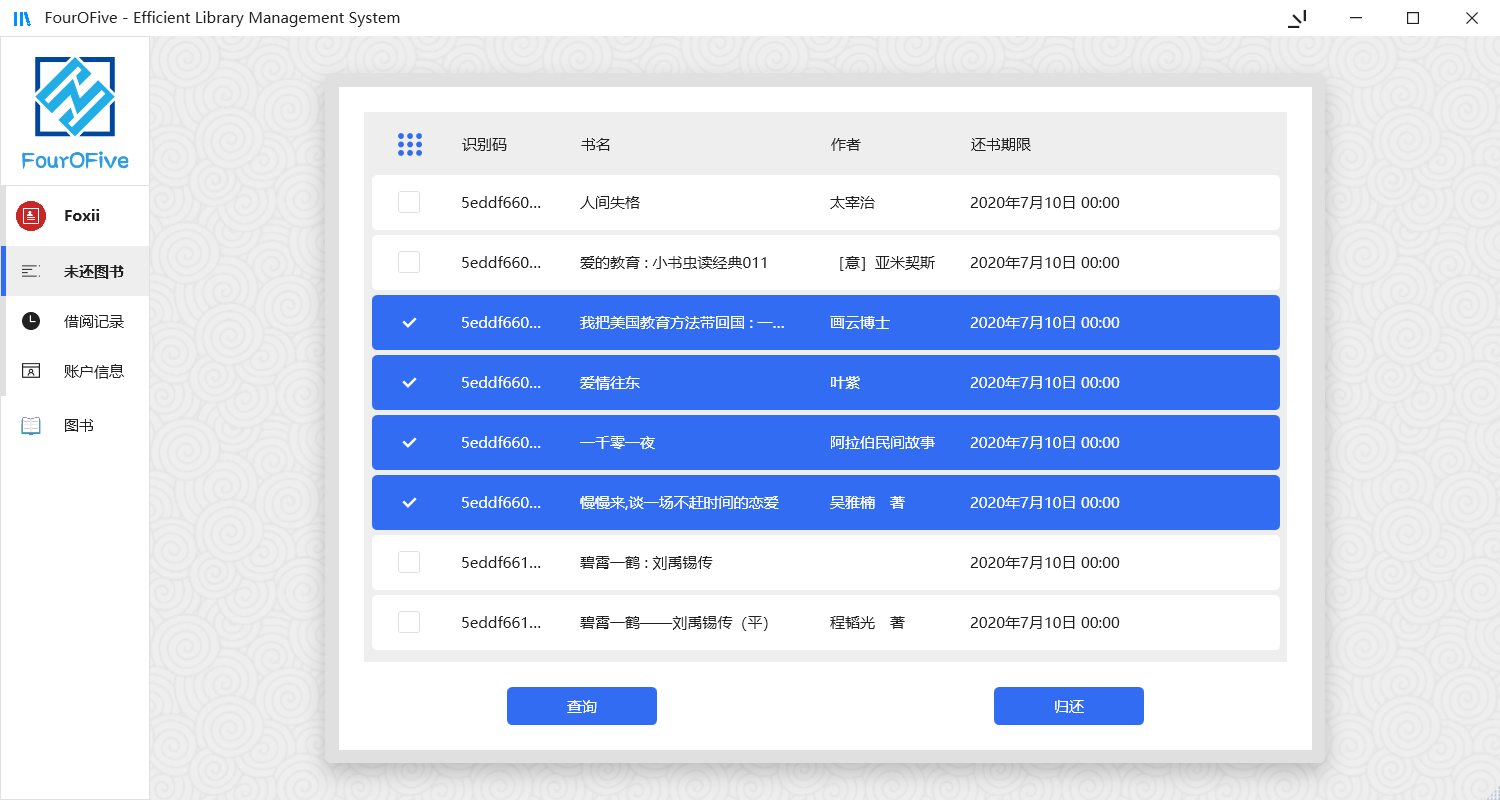 FourOFive - Efficient Library Management System
FourOFive
Foxii
未还图书
借阅记录
账户信息
图书
识别码 书名 作者 还书期限
5eddf660... 人间失格 太宰治 2020年7月10日 00:00
5eddf660... 爱的教育 : 小书虫读经典011 ［意］亚米契斯 2020年7月10日 00:00
5eddf660... 我把美国教育方法带回国 : 一... 画云博士 2020年7月10日 00:00
5eddf660... 爱情往东 叶紫 2020年7月10日 00:00
5eddf660... 一千零一夜 阿拉伯民间故事 2020年7月10日 00:00
5eddf660... 慢慢来,谈一场不赶时间的恋爱 吴雅楠　著 2020年7月10日 00:00
5eddf661... 碧霄一鹤 : 刘禹锡传 2020年7月10日 00:00
5eddf661... 碧霄一鹤——刘禹锡传（平） 程韬光　著 2020年7月10日 00:00
查询 归还